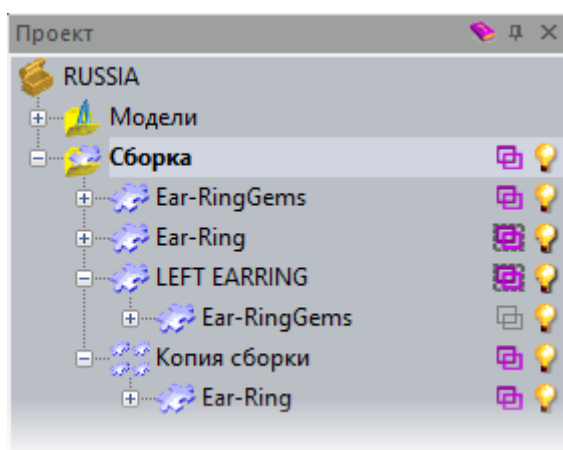 Проект
RUSSIA
Модели
Сборка
Ear-RingGems
Ear-Ring
LEFT EARRING
Ear-RingGems
Копия сборки
Ear-Ring